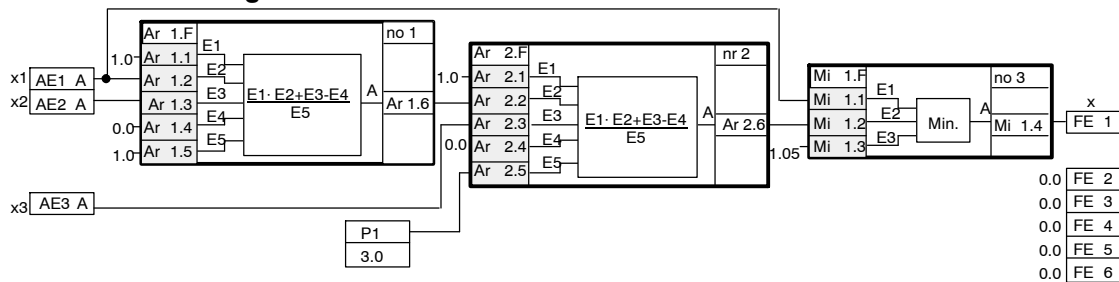 Ar 1.F no 1
E1
1.0 Ar 1.1
x1 AE1 A E2 Ar 1.2
x2 AE2 A E3 Ar 1.3 E1· E2+E3-E4 A Ar 1.6
E5
0.0 E4 Ar 1.4
1.0 E5 Ar 1.5
Ar 2.F nr 2
1.0 Ar 2.1 E1
Ar 2.2 E2
Ar 2.3 E3 E1· E2+E3-E4 A Ar 2.6
E5
0.0 Ar 2.4 E4
Ar 2.5 E5
Mi 1.F no 3
Mi 1.1 E1
Mi 1.2 E2 Min. A Mi 1.4
1.05 Mi 1.3 E3
x
FE 1
x3 AE3 A
P1
3.0
0.0 FE 2
0.0 FE 3
0.0 FE 4
0.0 FE 5
0.0 FE 6